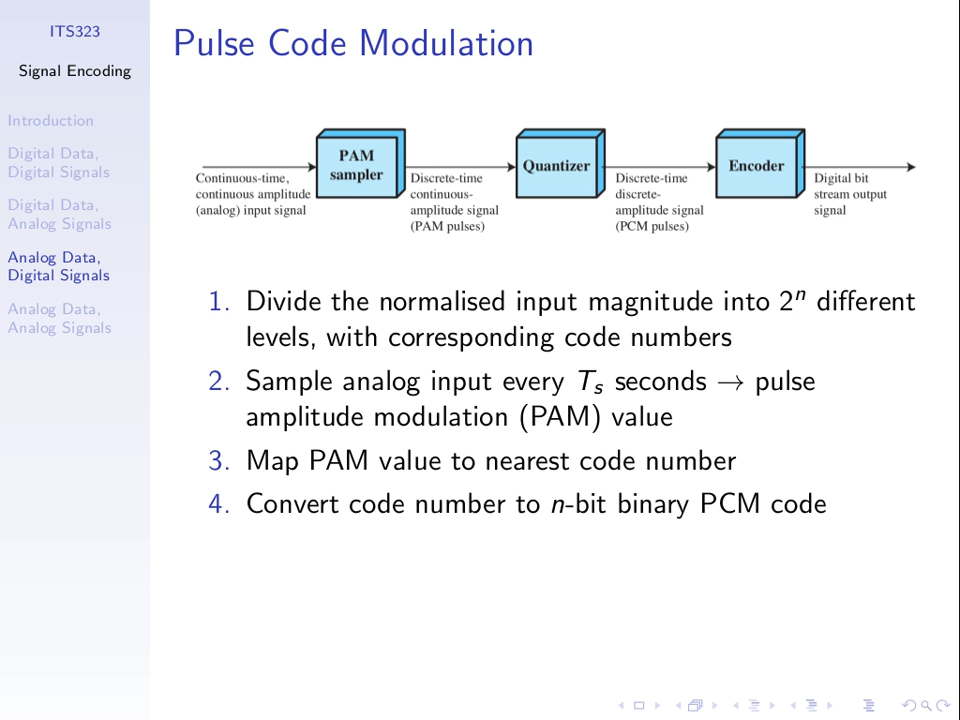 ITS323
Signal Encoding
Introduction
Digital Data,
Digital Signals
Digital Data,
Analog Signals
Analog Data,
Digital Signals
Analog Data,
Analog Signals
Pulse Code Modulation
Continuous-time,
continuous amplitude
(analog) input signal
PAM
sampler
Discrete-time
continuous-
amplitude signal
(PAM pulses)
Quantizer
Discrete-time
discrete-
amplitude signal
(PCM pulses)
Encoder
Digital bit
stream output
signal
1. Divide the normalised input magnitude into 2ⁿ different
levels, with corresponding code numbers
2. Sample analog input every Tₛ seconds → pulse
amplitude modulation (PAM) value
3. Map PAM value to nearest code number
4. Convert code number to n-bit binary PCM code